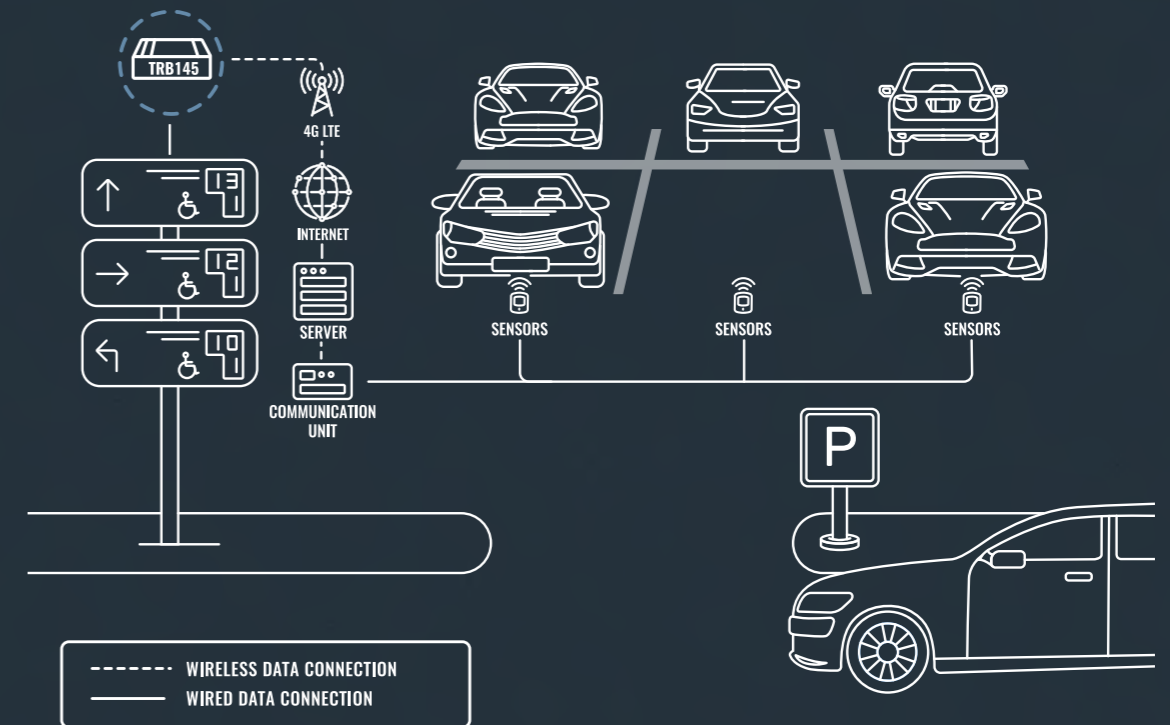 TRB145
4G LTE
INTERNET
SERVER
COMMUNICATION
UNIT
13
1
12
1
10
1
SENSORS
SENSORS
SENSORS
P
WIRELESS DATA CONNECTION
WIRED DATA CONNECTION